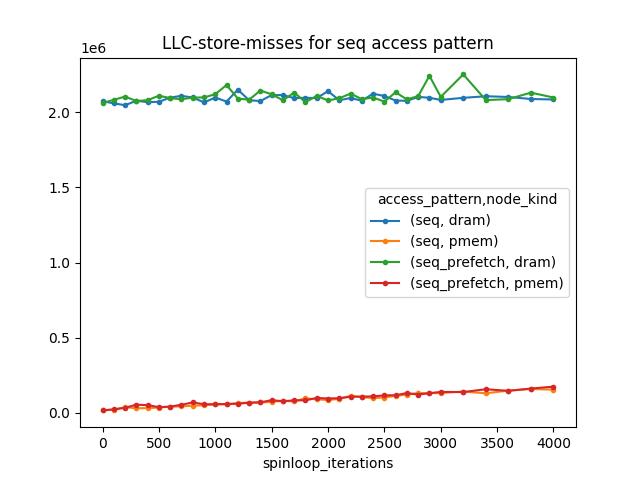 LLC-store-misses for seq access pattern
1e6
2.0
1.5
1.0
0.5
0.0
access_pattern,node_kind
(seq, dram)
(seq, pmem)
(seq_prefetch, dram)
(seq_prefetch, pmem)
0 500 1000 1500 2000 2500 3000 3500 4000
spinloop_iterations